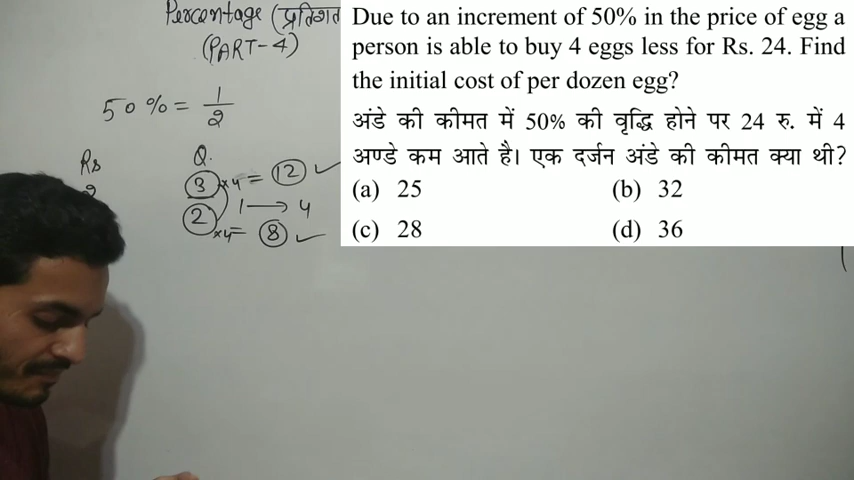 Percentage (प्रतिशत
(PART-4)
50% = 1/2
Rs Q.
2 3 ×4 = 12 ✓
1 → 4
2 ×4 = 8 ✓
Due to an increment of 50% in the price of egg a
person is able to buy 4 eggs less for Rs. 24. Find
the initial cost of per dozen egg?
अंडे की कीमत में 50% की वृद्धि होने पर 24 रु. में 4
अण्डे कम आते है। एक दर्जन अंडे की कीमत क्या थी?
(a) 25 (b) 32
(c) 28 (d) 36